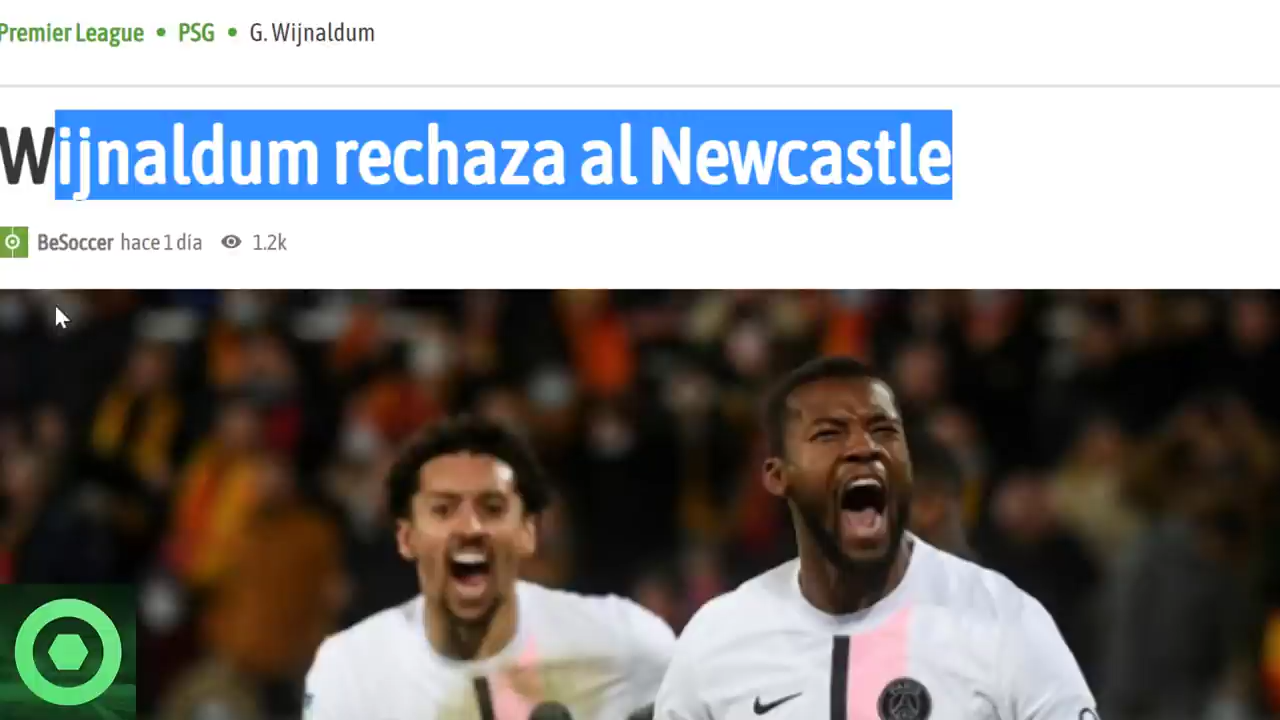 Premier League • PSG • G. Wijnaldum
Wijnaldum rechaza al Newcastle
BeSoccer hace 1 día 1.2k